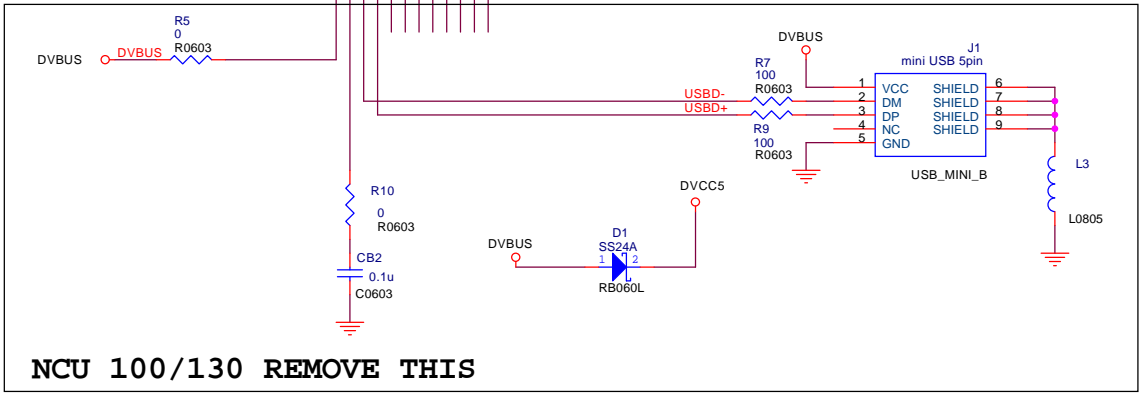 R5
0
R0603
DVBUS
DVBUS
DVBUS
J1
mini USB 5pin
R7
100
R0603
USBD-
USBD+
R9
100
R0603
1
2
3
4
5
VCC
DM
DP
NC
GND
SHIELD
SHIELD
SHIELD
SHIELD
6
7
8
9
USB_MINI_B
L3
L0805
R10
0
R0603
CB2
0.1u
C0603
DVCC5
DVBUS
D1
SS24A
1
2
RB060L
NCU 100/130 REMOVE THIS